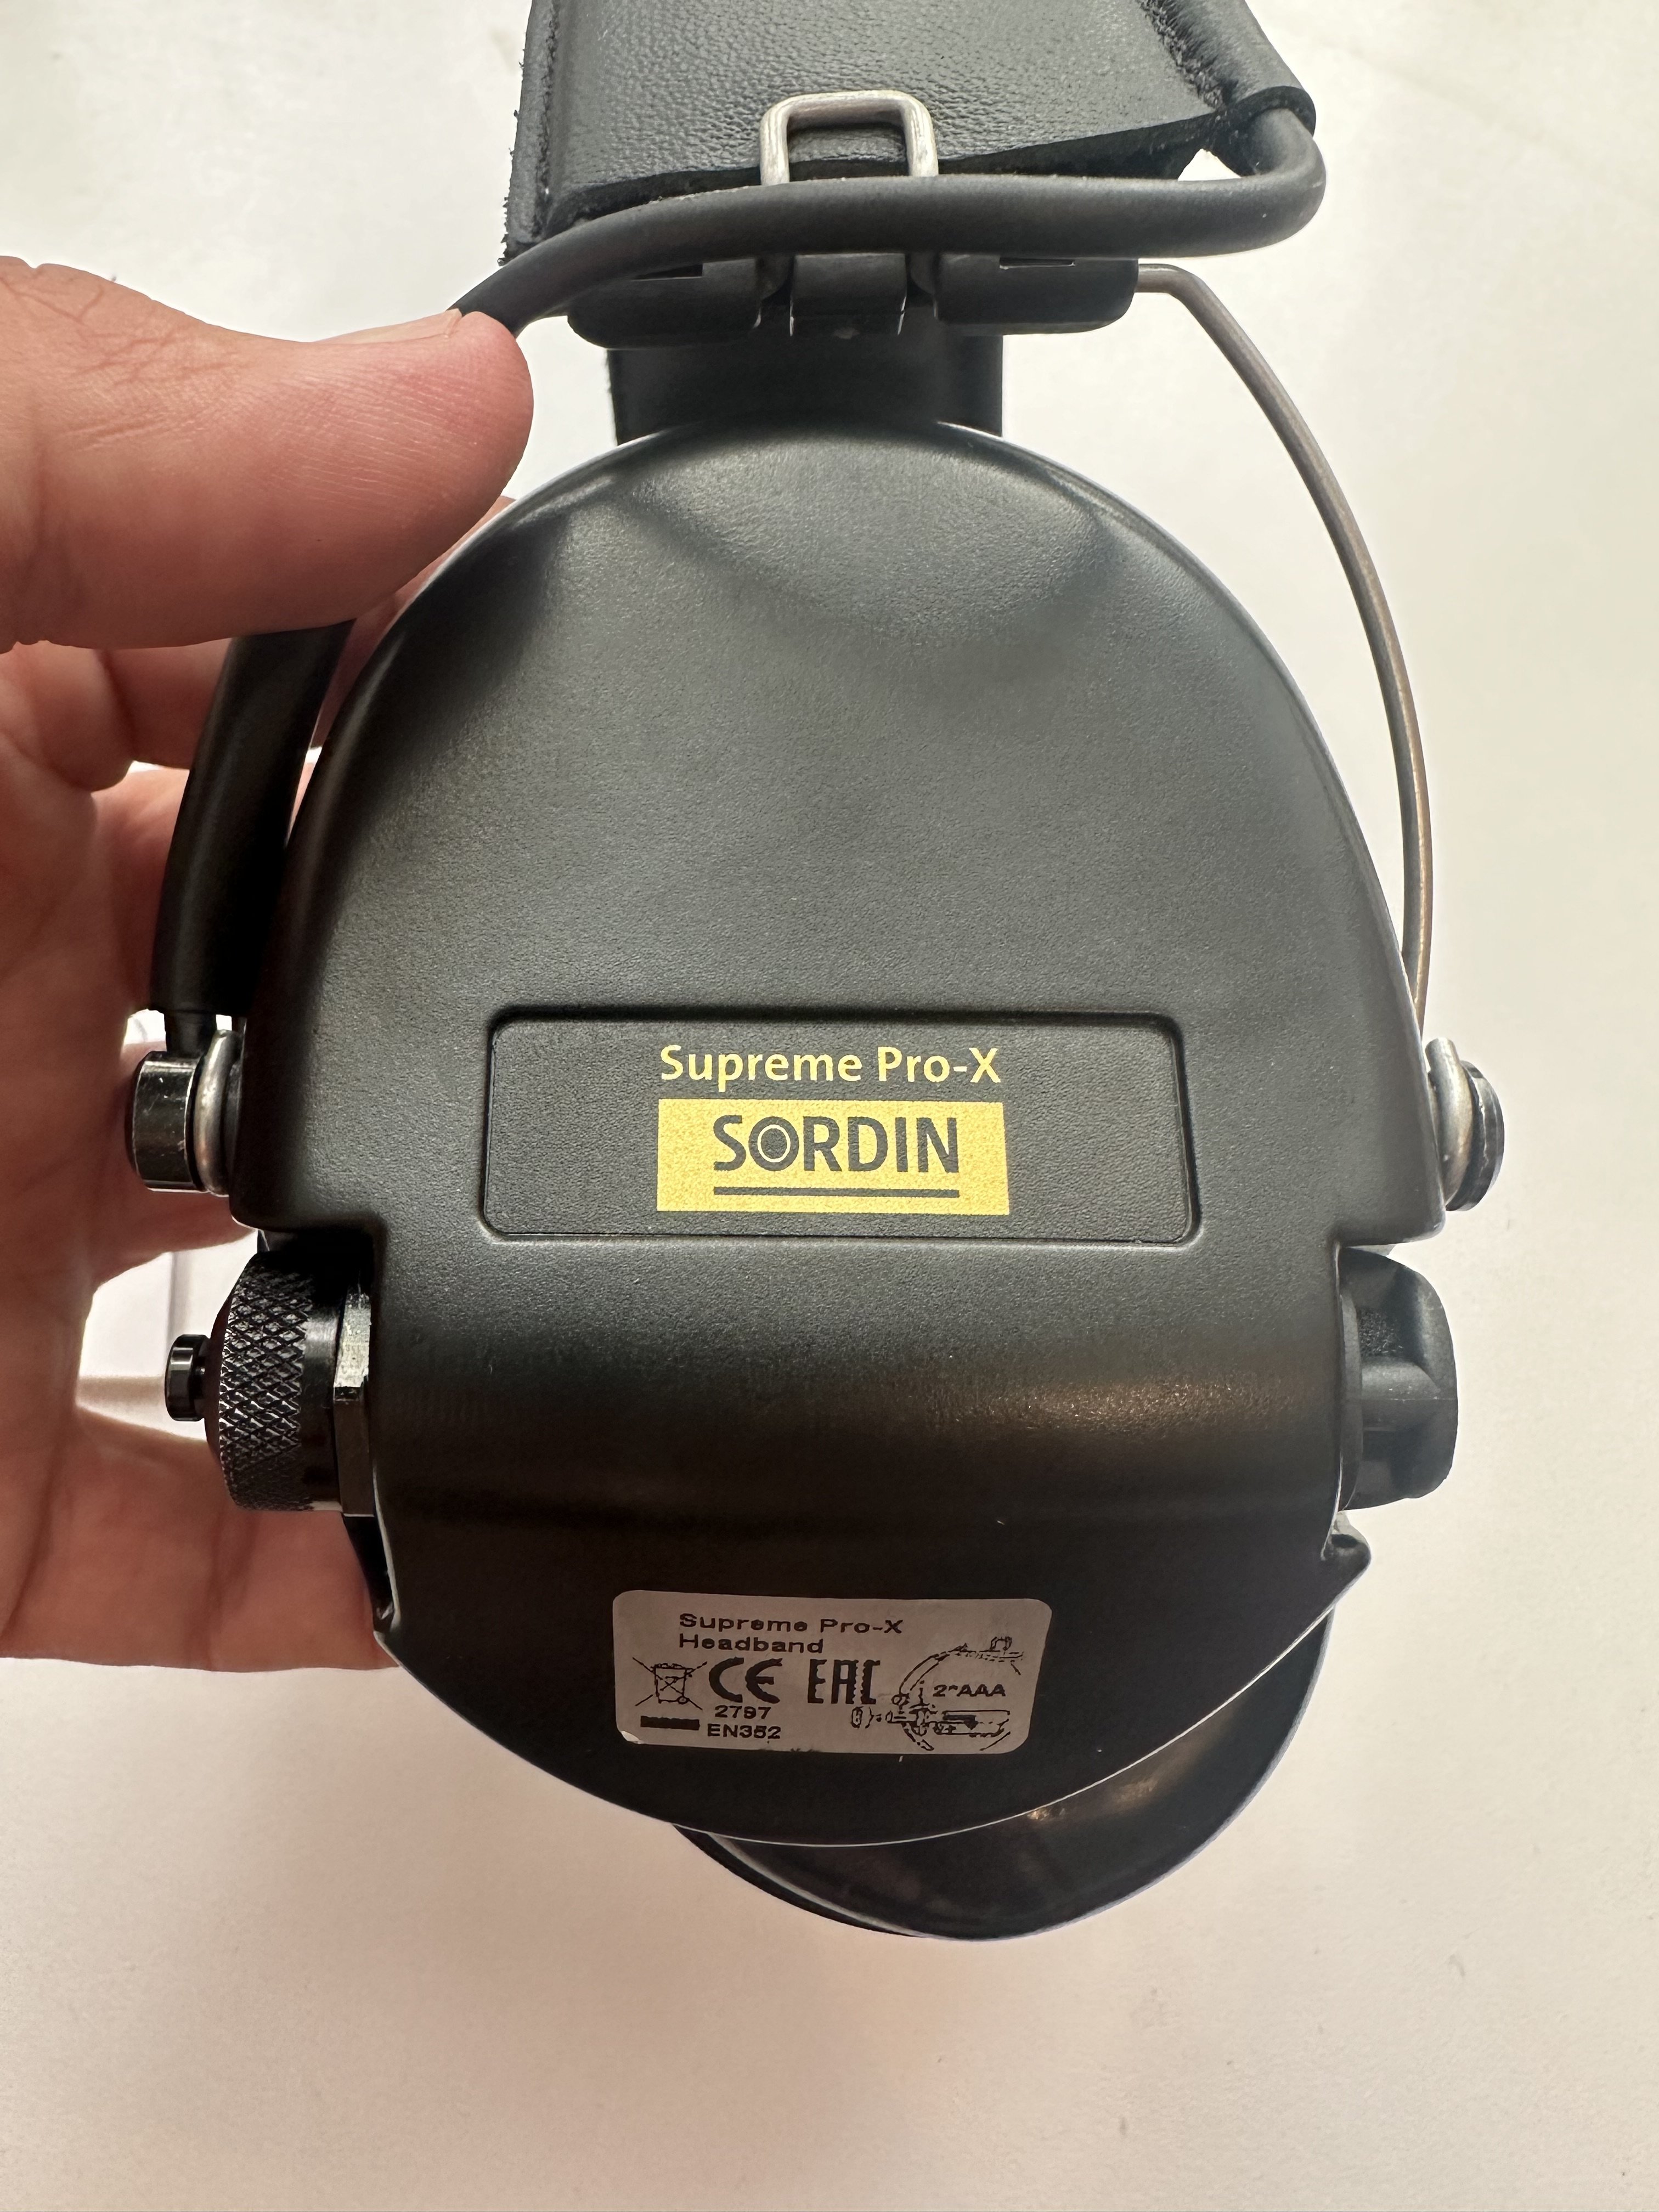 Supreme Pro-X
SORDIN
Supreme Pro-X
Headband
CE EAC
2*AAA
2797
EN352